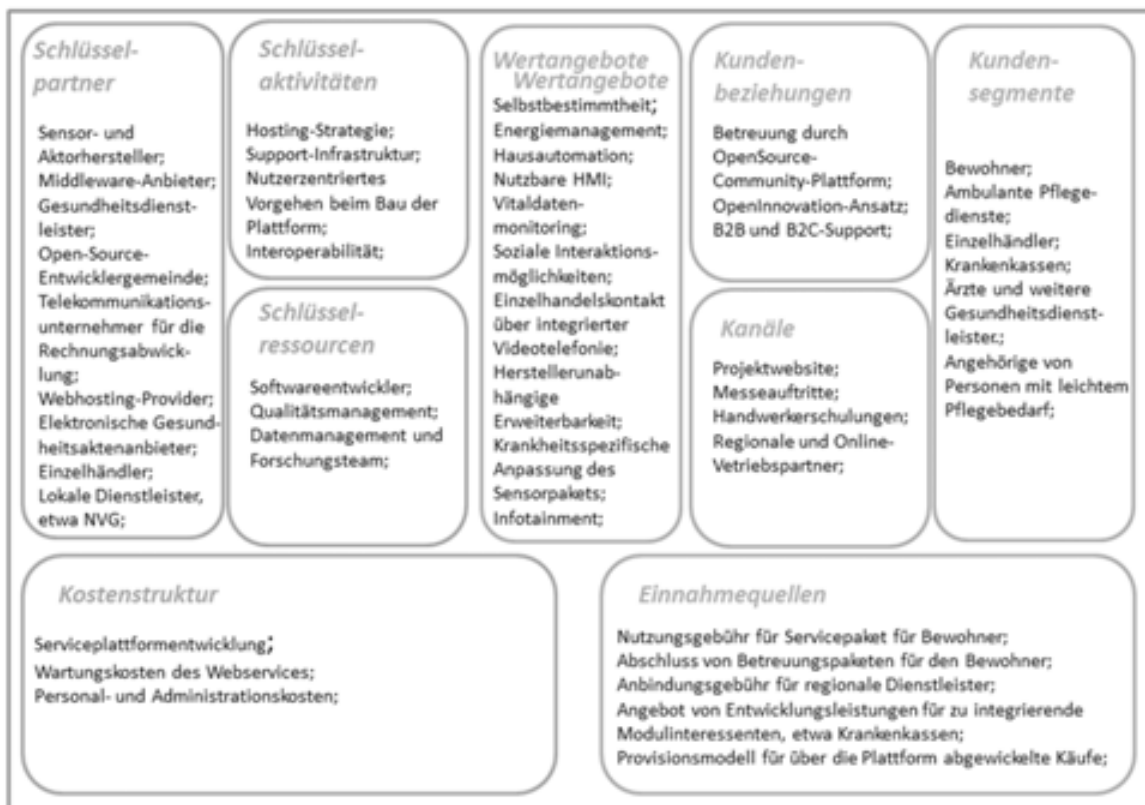 Schlüssel-
partner
Sensor- und
Aktorhersteller;
Middleware-Anbieter;
Gesundheitsdienst-
leister;
Open-Source-
Entwicklergemeinde;
Telekommunikations-
unternehmer für die
Rechnungsabwick-
lung;
Webhosting-Provider;
Elektronische Gesund-
heitsaktenanbieter;
Einzelhändler;
Lokale Dienstleister,
etwa NVG;
Schlüssel-
aktivitäten
Hosting-Strategie;
Support-Infrastruktur;
Nutzerzentriertes
Vorgehen beim Bau der
Plattform;
Interoperabilität;
Schlüssel-
ressourcen
Softwareentwickler;
Qualitätsmanagement;
Datenmanagement und
Forschungsteam;
Wertangebote
Wertangebote
Selbstbestimmtheit;
Energiemanagement;
Hausautomation;
Nutzbare HMI;
Vitaldaten-
monitoring;
Soziale Interaktions-
möglichkeiten;
Einzelhandelskontakt
über integrierter
Videotelefonie;
Herstellerunab-
hängige
Erweiterbarkeit;
Krankheitsspezifische
Anpassung des
Sensorpakets;
Infotainment;
Kunden-
beziehungen
Betreuung durch
OpenSource-
Community-Plattform;
OpenInnovation-Ansatz;
B2B und B2C-Support;
Kanäle
Projektwebsite;
Messeauftritte;
Handwerkerschulungen;
Regionale und Online-
Vetriebspartner;
Kunden-
segmente
Bewohner;
Ambulante Pflege-
dienste;
Einzelhändler;
Krankenkassen;
Ärzte und weitere
Gesundheitsdienst-
leister.;
Angehörige von
Personen mit leichtem
Pflegebedarf;
Kostenstruktur
Serviceplattformentwicklung;
Wartungskosten des Webservices;
Personal- und Administrationskosten;
Einnahmequellen
Nutzungsgebühr für Servicepaket für Bewohner;
Abschluss von Betreuungspaketen für den Bewohner;
Anbindungsgebühr für regionale Dienstleister;
Angebot von Entwicklungsleistungen für zu integrierende
Modulinteressenten, etwa Krankenkassen;
Provisionsmodell für über die Plattform abgewickelte Käufe;